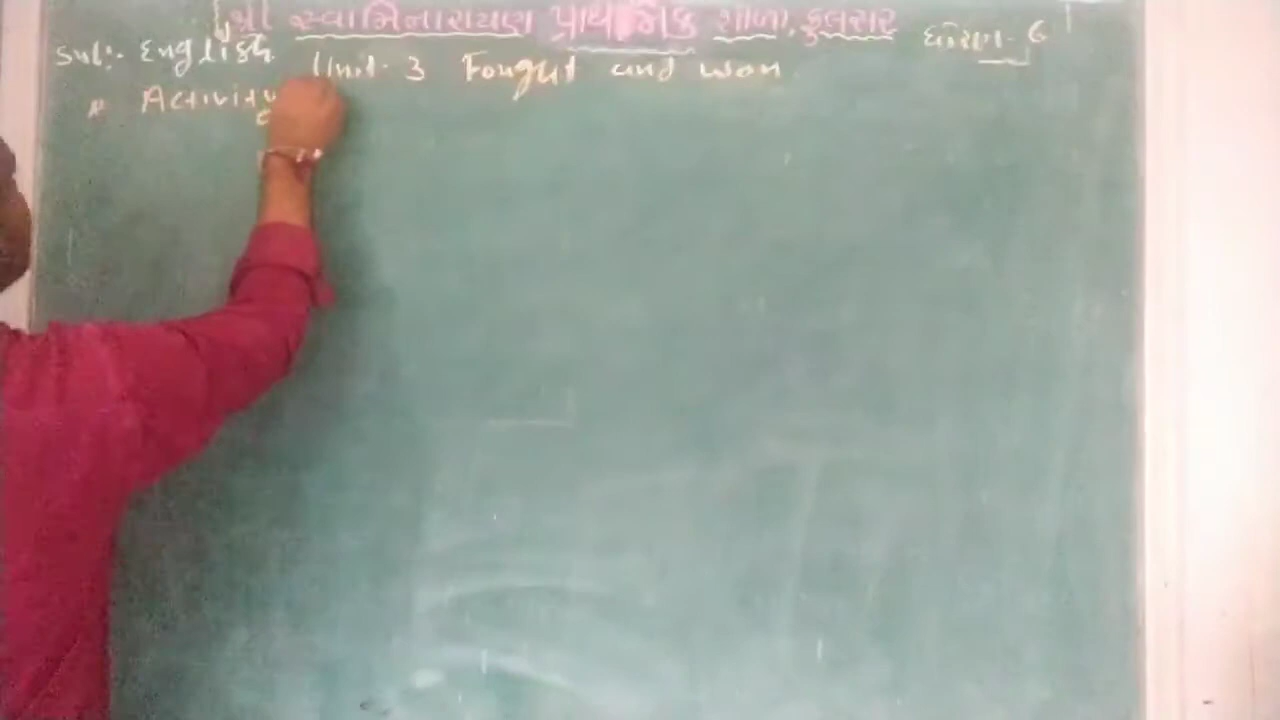 શ્રી સ્વામિનારાયણ પ્રાથમિક શાળા, ફુલસર
ધોરણ - 6
Sub:- English
Unit - 3 Fought and won
* Activity